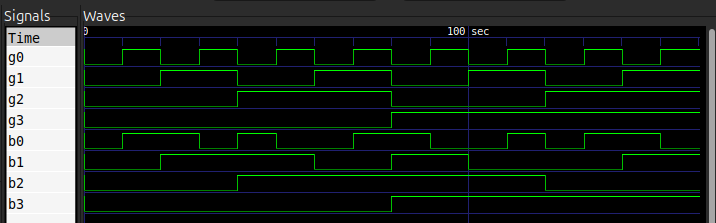 Signals Waves
Time 0 100 sec
g0
g1
g2
g3
b0
b1
b2
b3